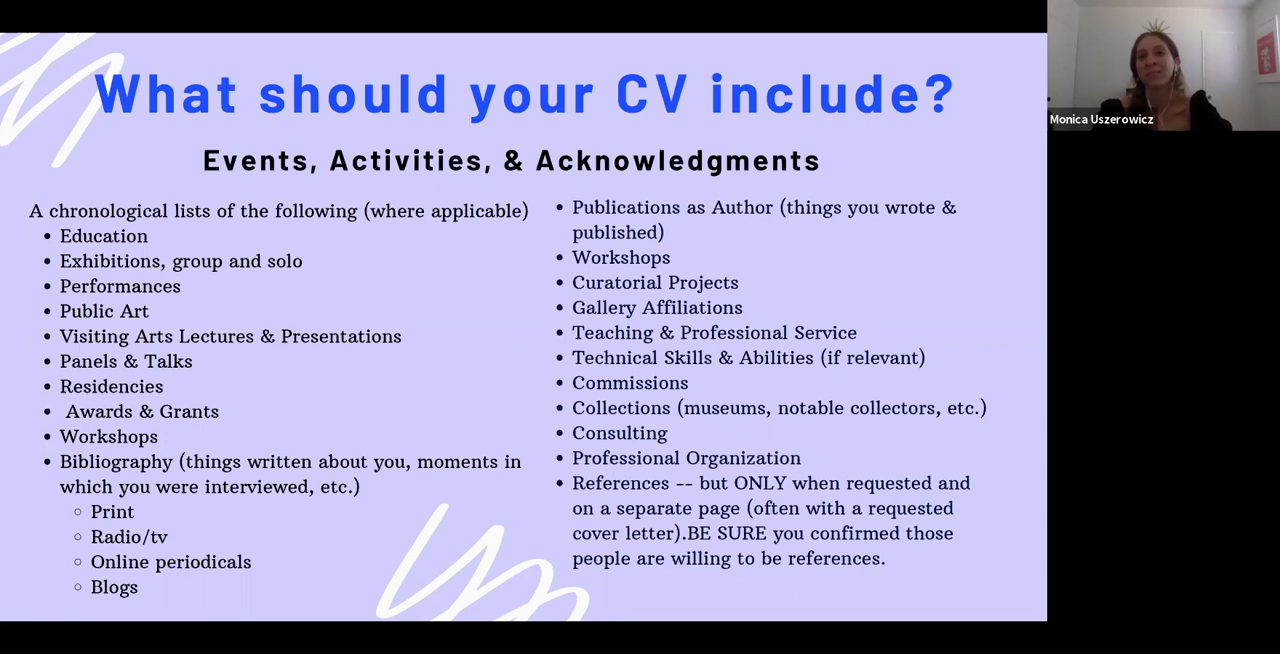 What should your CV include?
Events, Activities, & Acknowledgments
A chronological lists of the following (where applicable)
• Education
• Exhibitions, group and solo
• Performances
• Public Art
• Visiting Arts Lectures & Presentations
• Panels & Talks
• Residencies
• Awards & Grants
• Workshops
• Bibliography (things written about you, moments in
which you were interviewed, etc.)
◦ Print
◦ Radio/tv
◦ Online periodicals
◦ Blogs
• Publications as Author (things you wrote &
published)
• Workshops
• Curatorial Projects
• Gallery Affiliations
• Teaching & Professional Service
• Technical Skills & Abilities (if relevant)
• Commissions
• Collections (museums, notable collectors, etc.)
• Consulting
• Professional Organization
• References -- but ONLY when requested and
on a separate page (often with a requested
cover letter).BE SURE you confirmed those
people are willing to be references.
Monica Uszerowicz